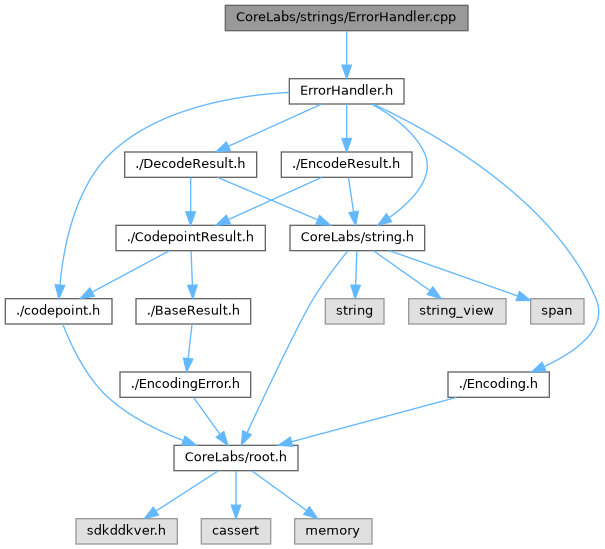 CoreLabs/strings/ErrorHandler.cpp
ErrorHandler.h
./DecodeResult.h
./EncodeResult.h
./CodepointResult.h
CoreLabs/string.h
./codepoint.h
./BaseResult.h
string
string_view
span
./EncodingError.h
./Encoding.h
CoreLabs/root.h
sdkddkver.h
cassert
memory